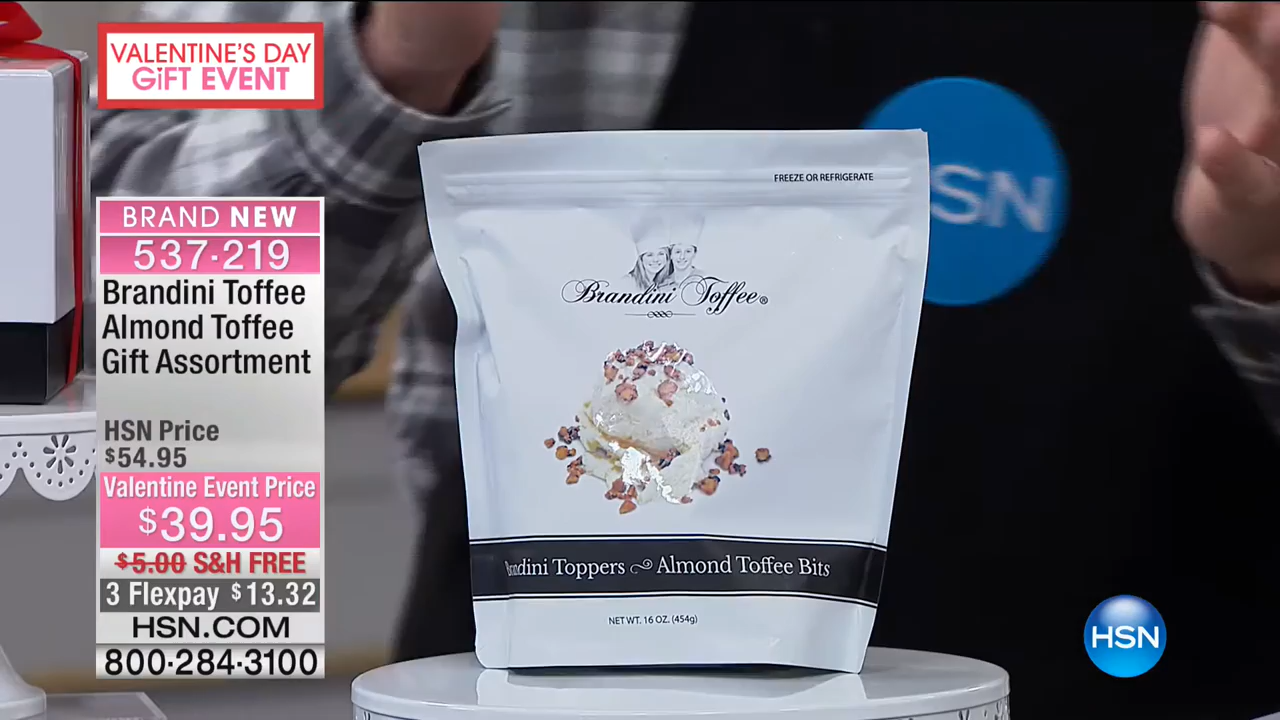 VALENTINE'S DAY
GiFT EVENT
BRAND NEW
537·219
Brandini Toffee
Almond Toffee
Gift Assortment
HSN Price
$54.95
Valentine Event Price
$39.95
$5.00 S&H FREE
3 Flexpay $13.32
HSN.COM
800·284·3100
FREEZE OR REFRIGERATE
HSN
Brandini Toffee®
Brandini Toppers ~ Almond Toffee Bits
NET WT. 16 OZ. (454g)
HSN